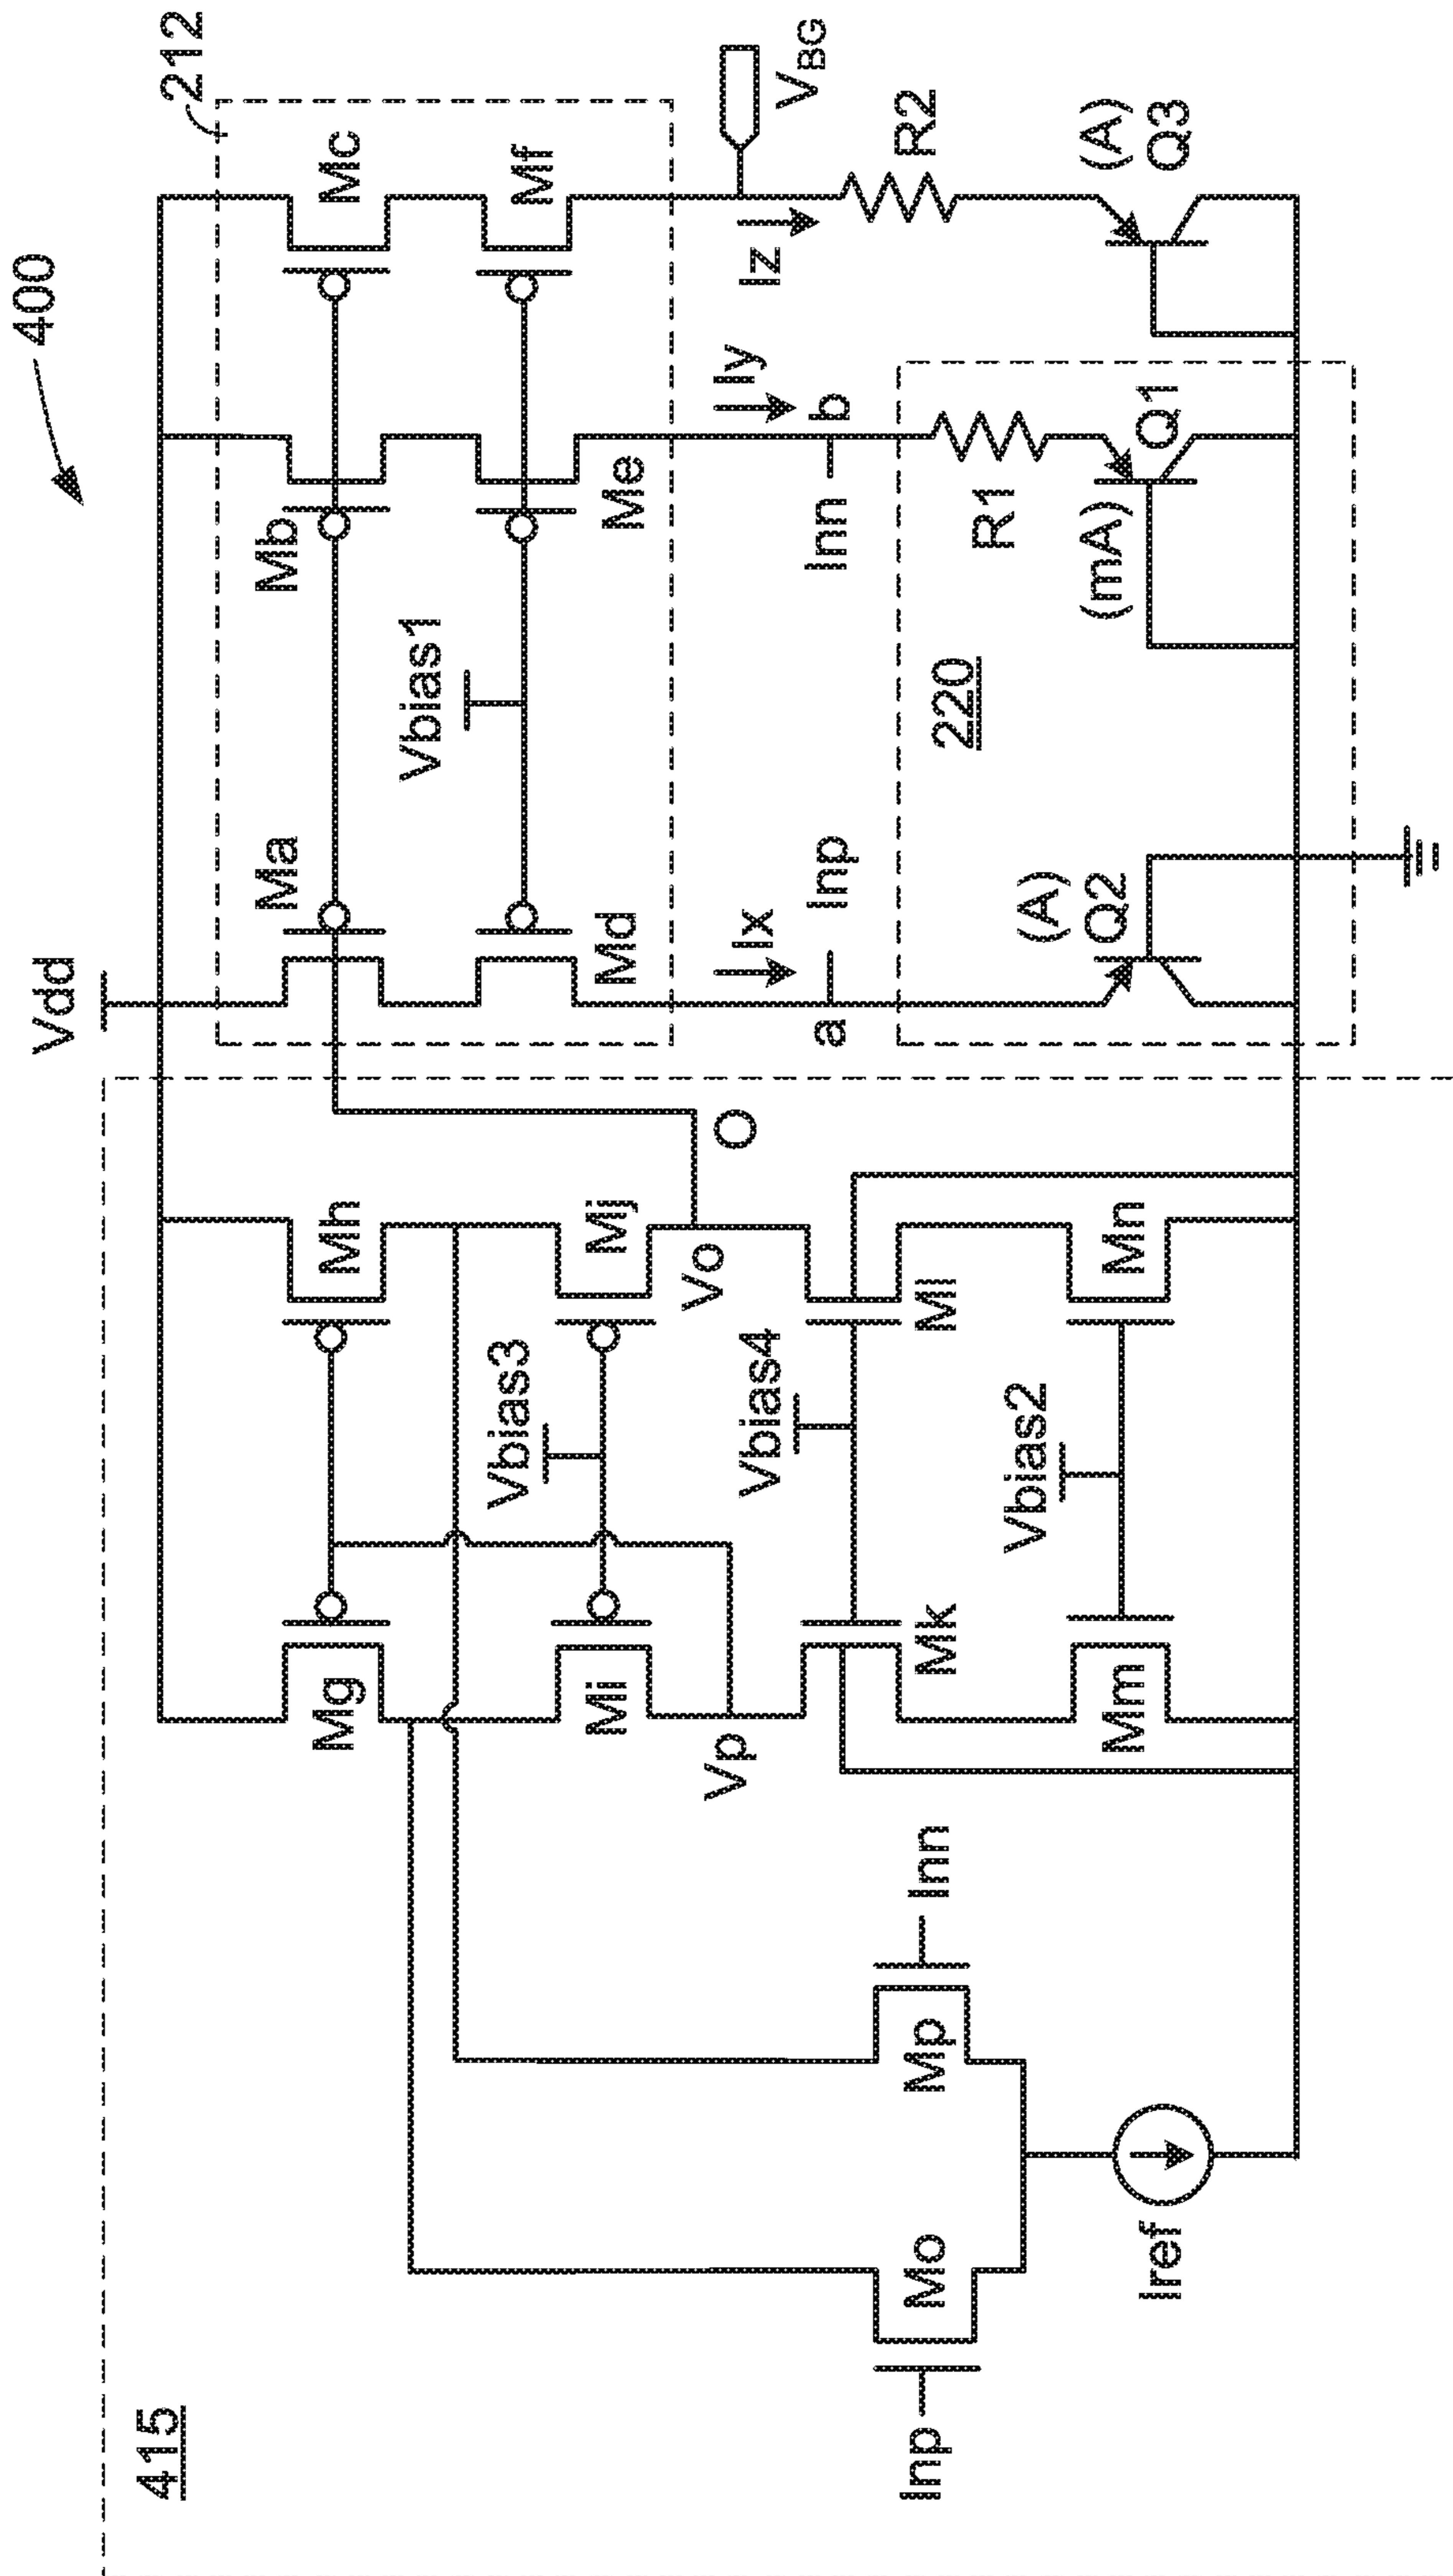 400
415
Vdd
212
Mg
Mh
Ma
Mb
Mc
Vbias3
Mi
Mj
Vbias1
Md
Me
Mf
Vp
Vo
O
Ix
Iy
Iz
VBG
a
Inp
Inn
b
Vbias4
Mk
Ml
Inp
Mo
Mp
Inn
220
R1
R2
Vbias2
Mm
Mn
(A)
Q2
(mA)
Q1
(A)
Q3
Iref